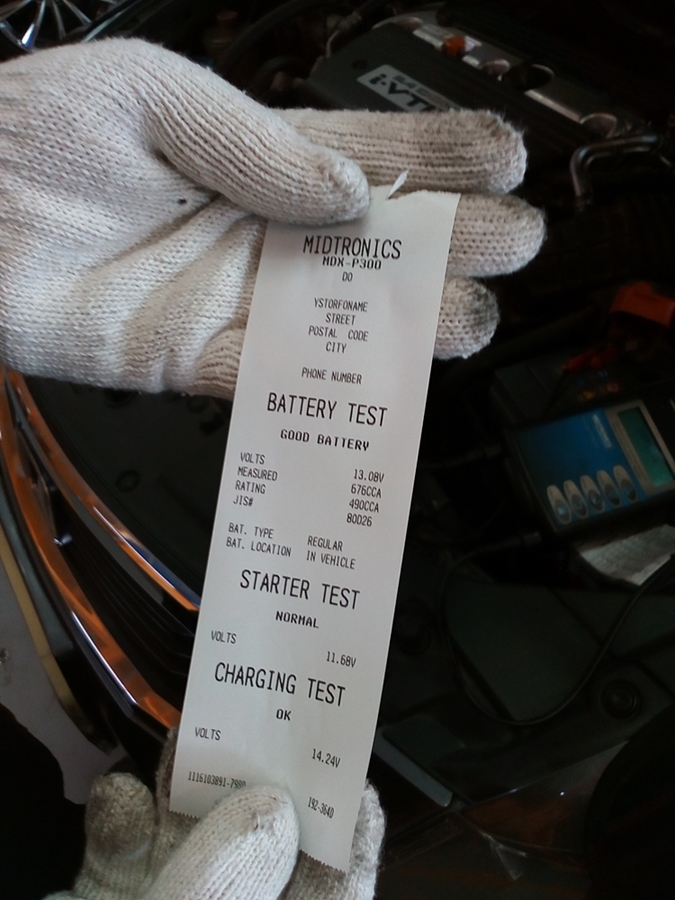 i-VTE
MIDTRONICS
MDX-P300
DO
YSTORFONAME
STREET
POSTAL CODE
CITY
PHONE NUMBER
BATTERY TEST
GOOD BATTERY
VOLTS 13.08V
MEASURED 676CCA
RATING 490CCA
JIS# 80D26
BAT. TYPE REGULAR
BAT. LOCATION IN VEHICLE
STARTER TEST
NORMAL
VOLTS 11.68V
CHARGING TEST
OK
VOLTS 14.24V
192-364D